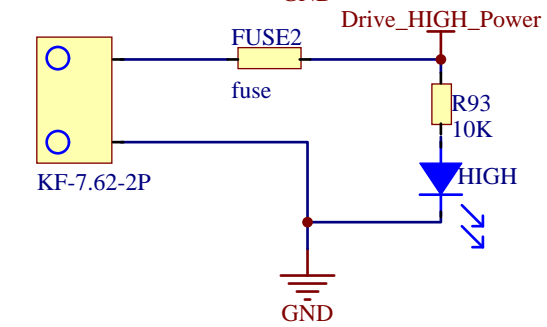 Drive_HIGH_Power
FUSE2
fuse
R93
10K
KF-7.62-2P
HIGH
GND